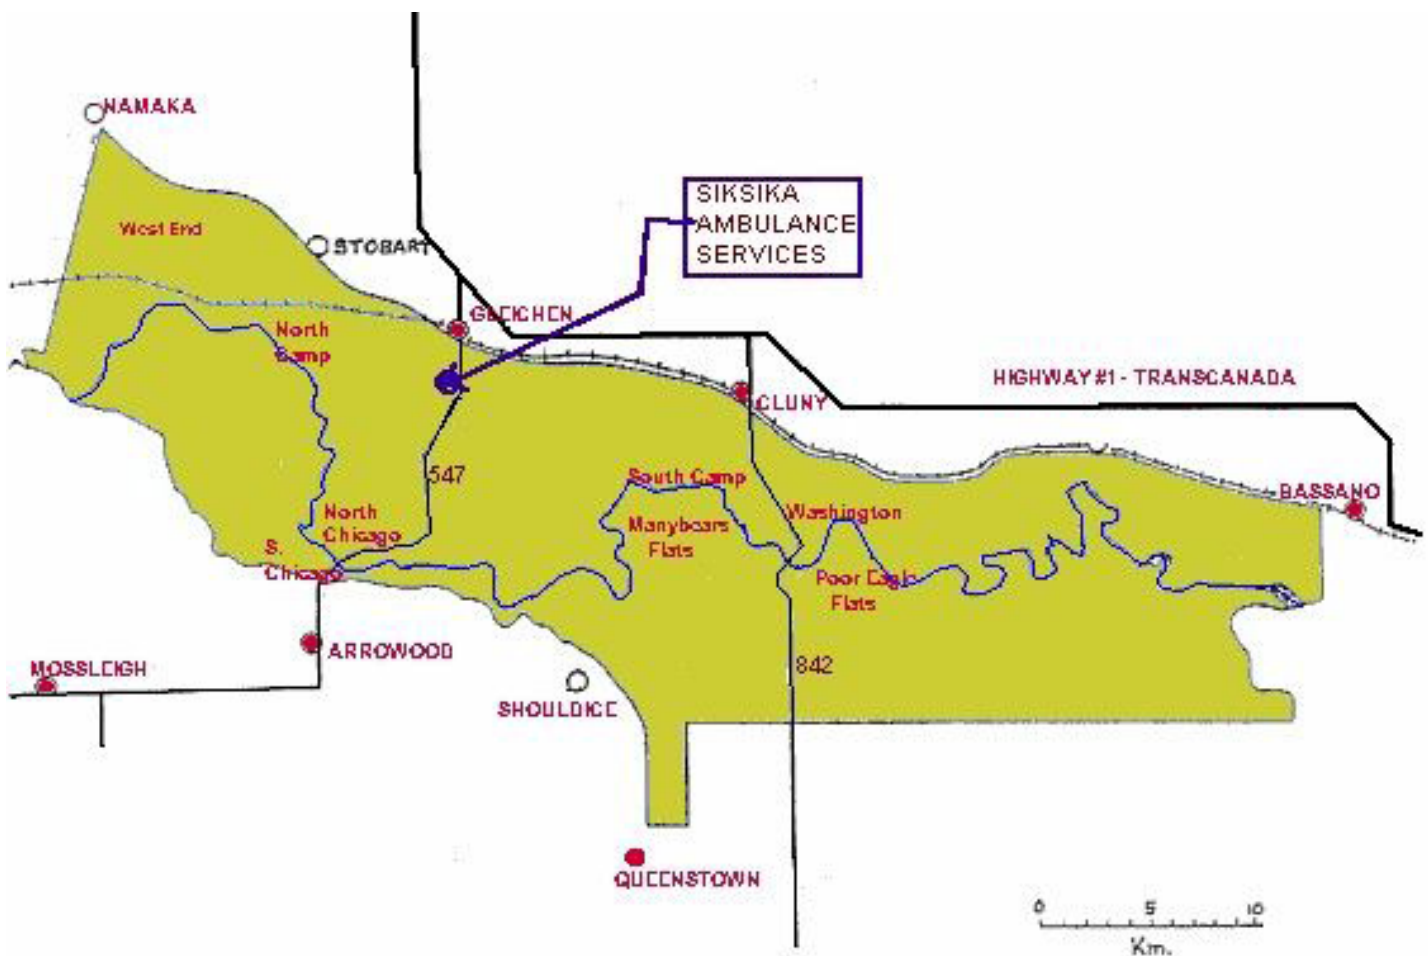 NAMAKA
SIKSIKA
AMBULANCE
SERVICES
West End
STOBART
GLEICHEN
North
Camp
HIGHWAY #1 - TRANSCANADA
CLUNY
547
South Camp
BASSANO
North
Chicago
Washington
Manybears
Flats
S.
Chicago
Poor Eagle
Flats
ARROWOOD
MOSSLEIGH
842
SHOULDICE
QUEENSTOWN
0 5 10
Km.